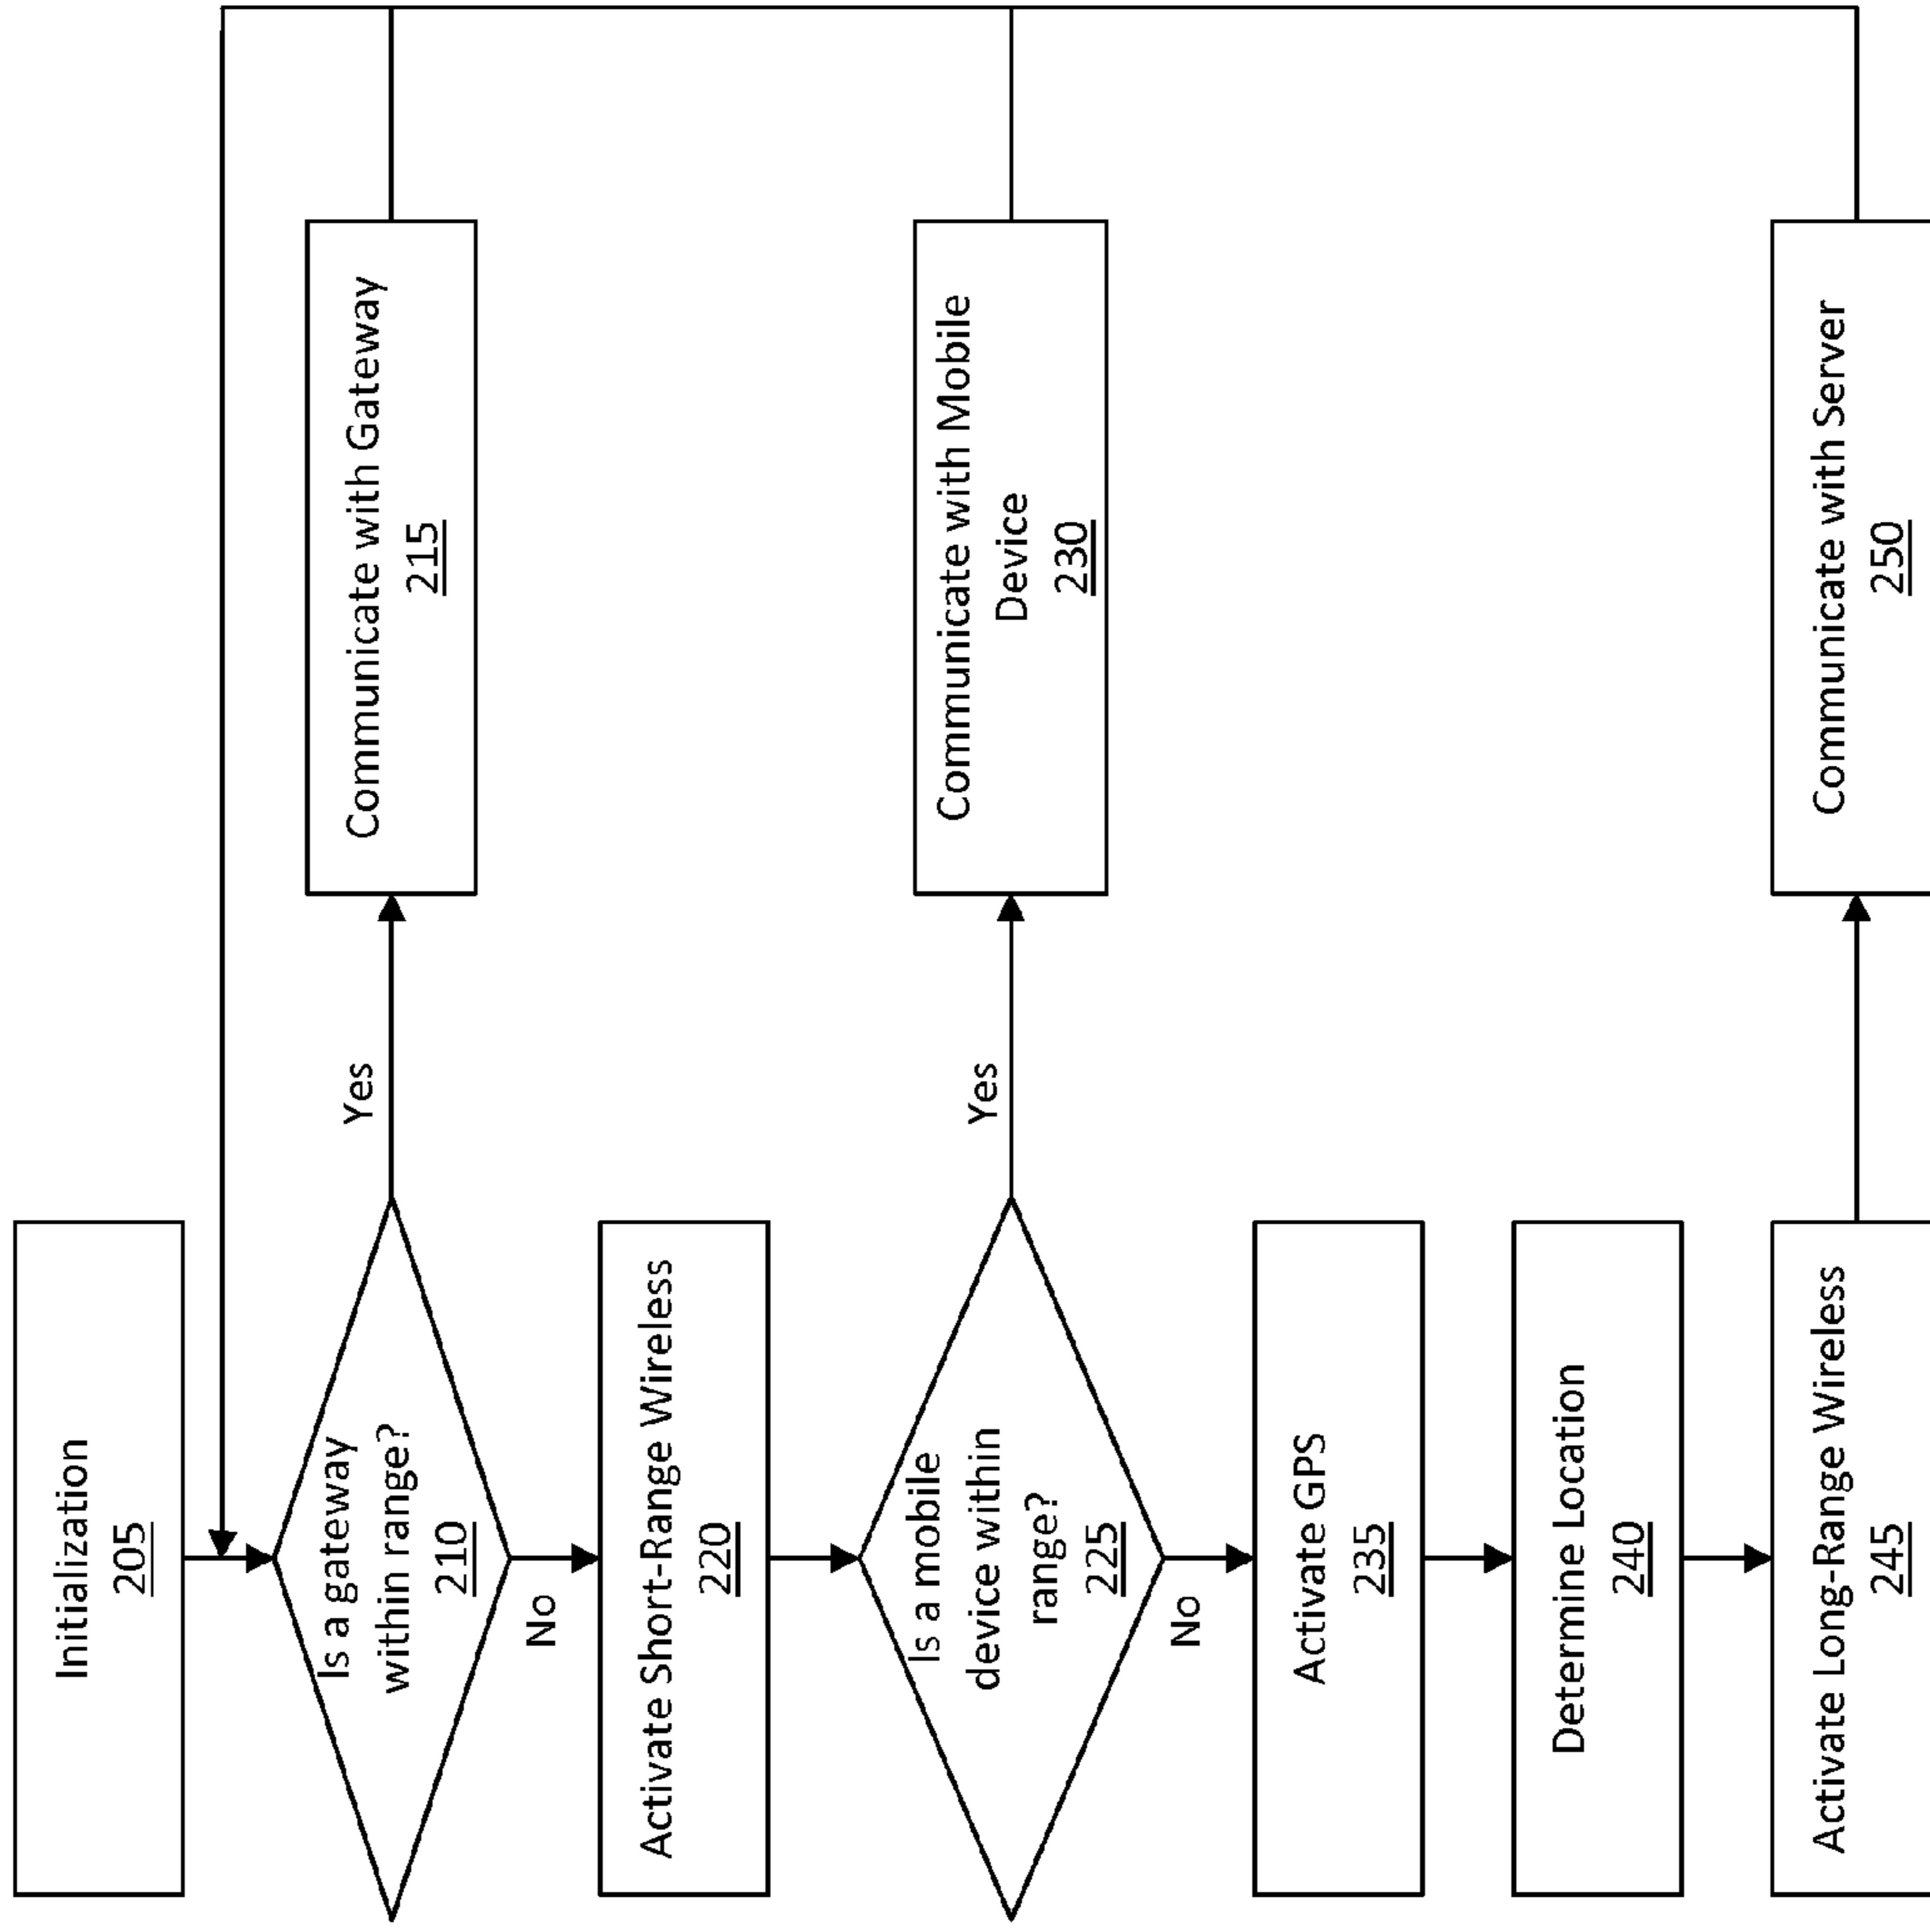 Initialization
205
Is a gateway
within range?
210
Yes
Communicate with Gateway
215
No
Activate Short-Range Wireless
220
Is a mobile
device within
range?
225
Yes
Communicate with Mobile
Device
230
No
Activate GPS
235
Determine Location
240
Activate Long-Range Wireless
245
Communicate with Server
250